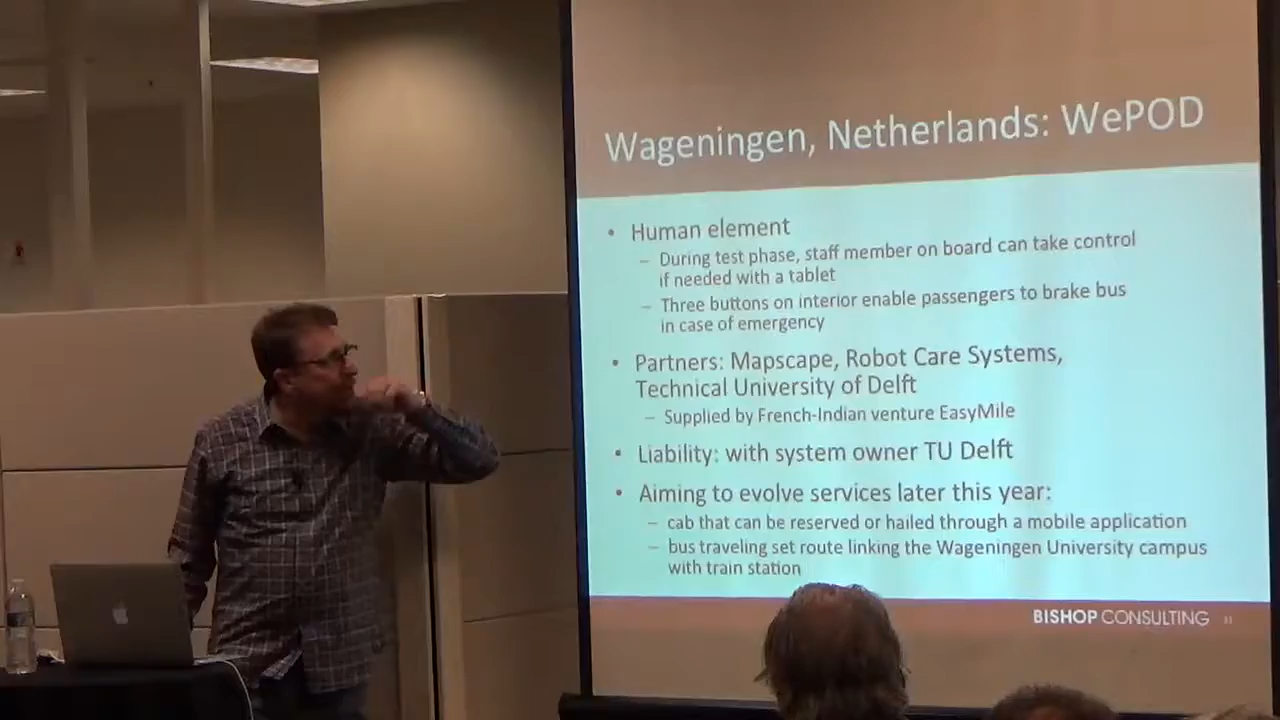 Wageningen, Netherlands: WePOD
• Human element
– During test phase, staff member on board can take control
if needed with a tablet
– Three buttons on interior enable passengers to brake bus
in case of emergency
• Partners: Mapscape, Robot Care Systems,
Technical University of Delft
– Supplied by French-Indian venture EasyMile
• Liability: with system owner TU Delft
• Aiming to evolve services later this year:
– cab that can be reserved or hailed through a mobile application
– bus traveling set route linking the Wageningen University campus
with train station
BISHOP CONSULTING